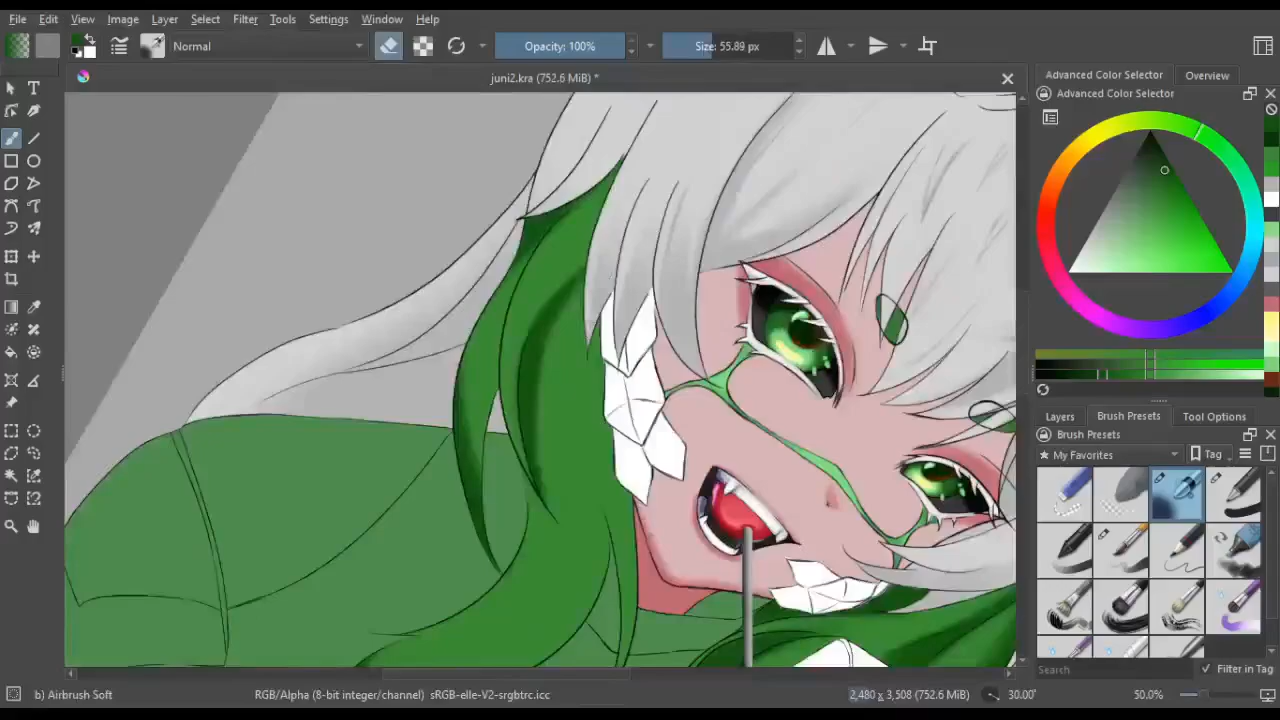 File Edit View Image Layer Select Filter Tools Settings Window Help
Normal Opacity: 100% Size: 55.89 px
juni2.kra (752.6 MiB) *
Advanced Color Selector Overview
Advanced Color Selector
Layers Brush Presets Tool Options
Brush Presets
My Favorites Tag
Search Filter in Tag
b) Airbrush Soft RGB/Alpha (8-bit integer/channel) sRGB-elle-V2-srgbtrc.icc 2,480 x 3,508 (752.6 MiB) 30.00° 50.0%